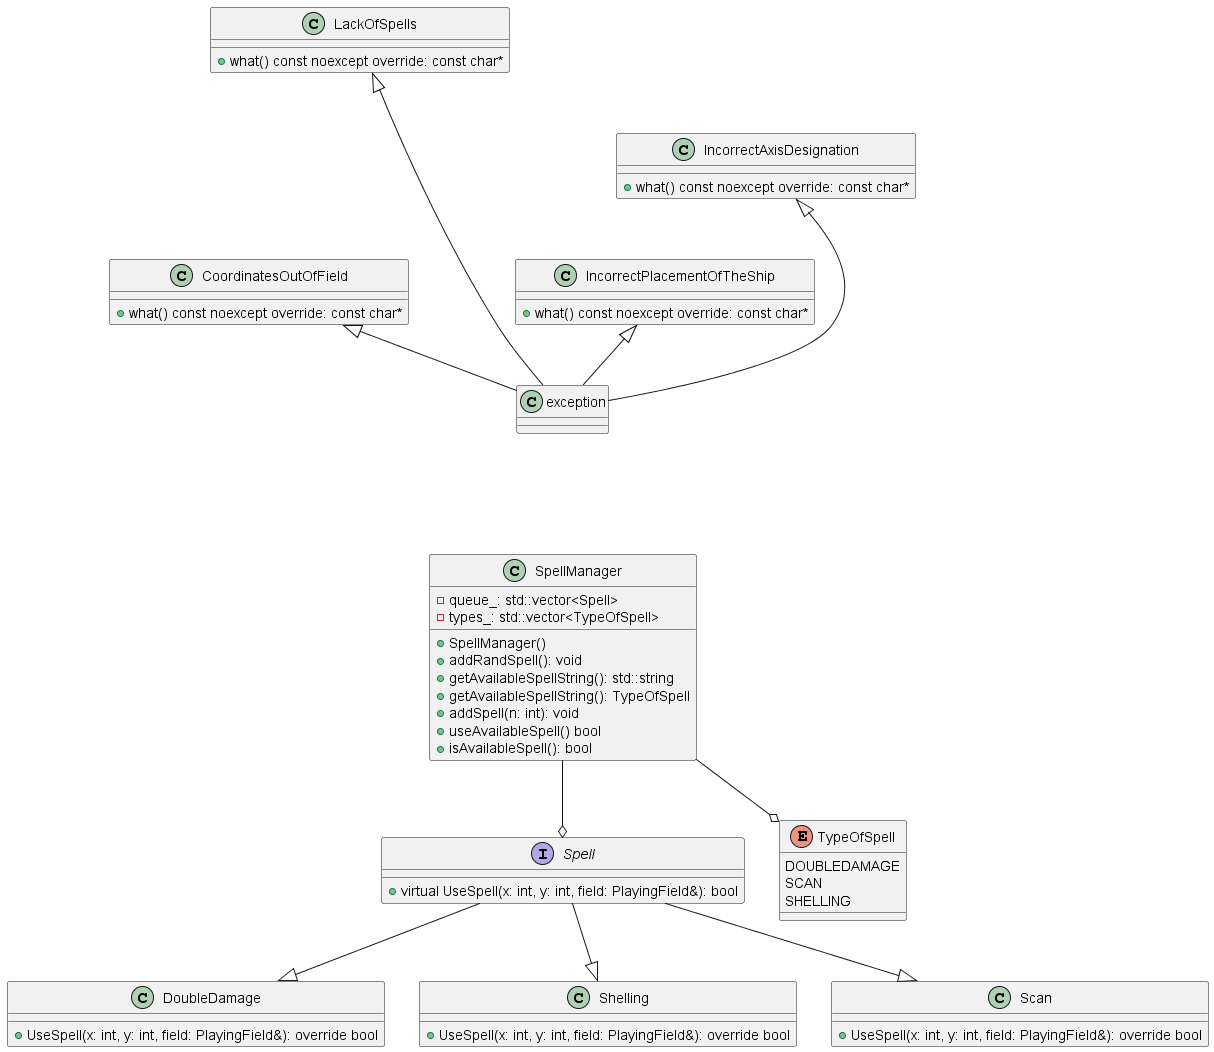 C LackOfSpells
what() const noexcept override: const char*
C IncorrectAxisDesignation
what() const noexcept override: const char*
C CoordinatesOutOfField
what() const noexcept override: const char*
C IncorrectPlacementOfTheShip
what() const noexcept override: const char*
C exception
C SpellManager
queue_: std::vector<Spell>
types_: std::vector<TypeOfSpell>
SpellManager()
addRandSpell(): void
getAvailableSpellString(): std::string
getAvailableSpellString(): TypeOfSpell
addSpell(n: int): void
useAvailableSpell() bool
isAvailableSpell(): bool
I Spell
virtual UseSpell(x: int, y: int, field: PlayingField&): bool
E TypeOfSpell
DOUBLEDAMAGE
SCAN
SHELLING
C DoubleDamage
UseSpell(x: int, y: int, field: PlayingField&): override bool
C Shelling
UseSpell(x: int, y: int, field: PlayingField&): override bool
C Scan
UseSpell(x: int, y: int, field: PlayingField&): override bool